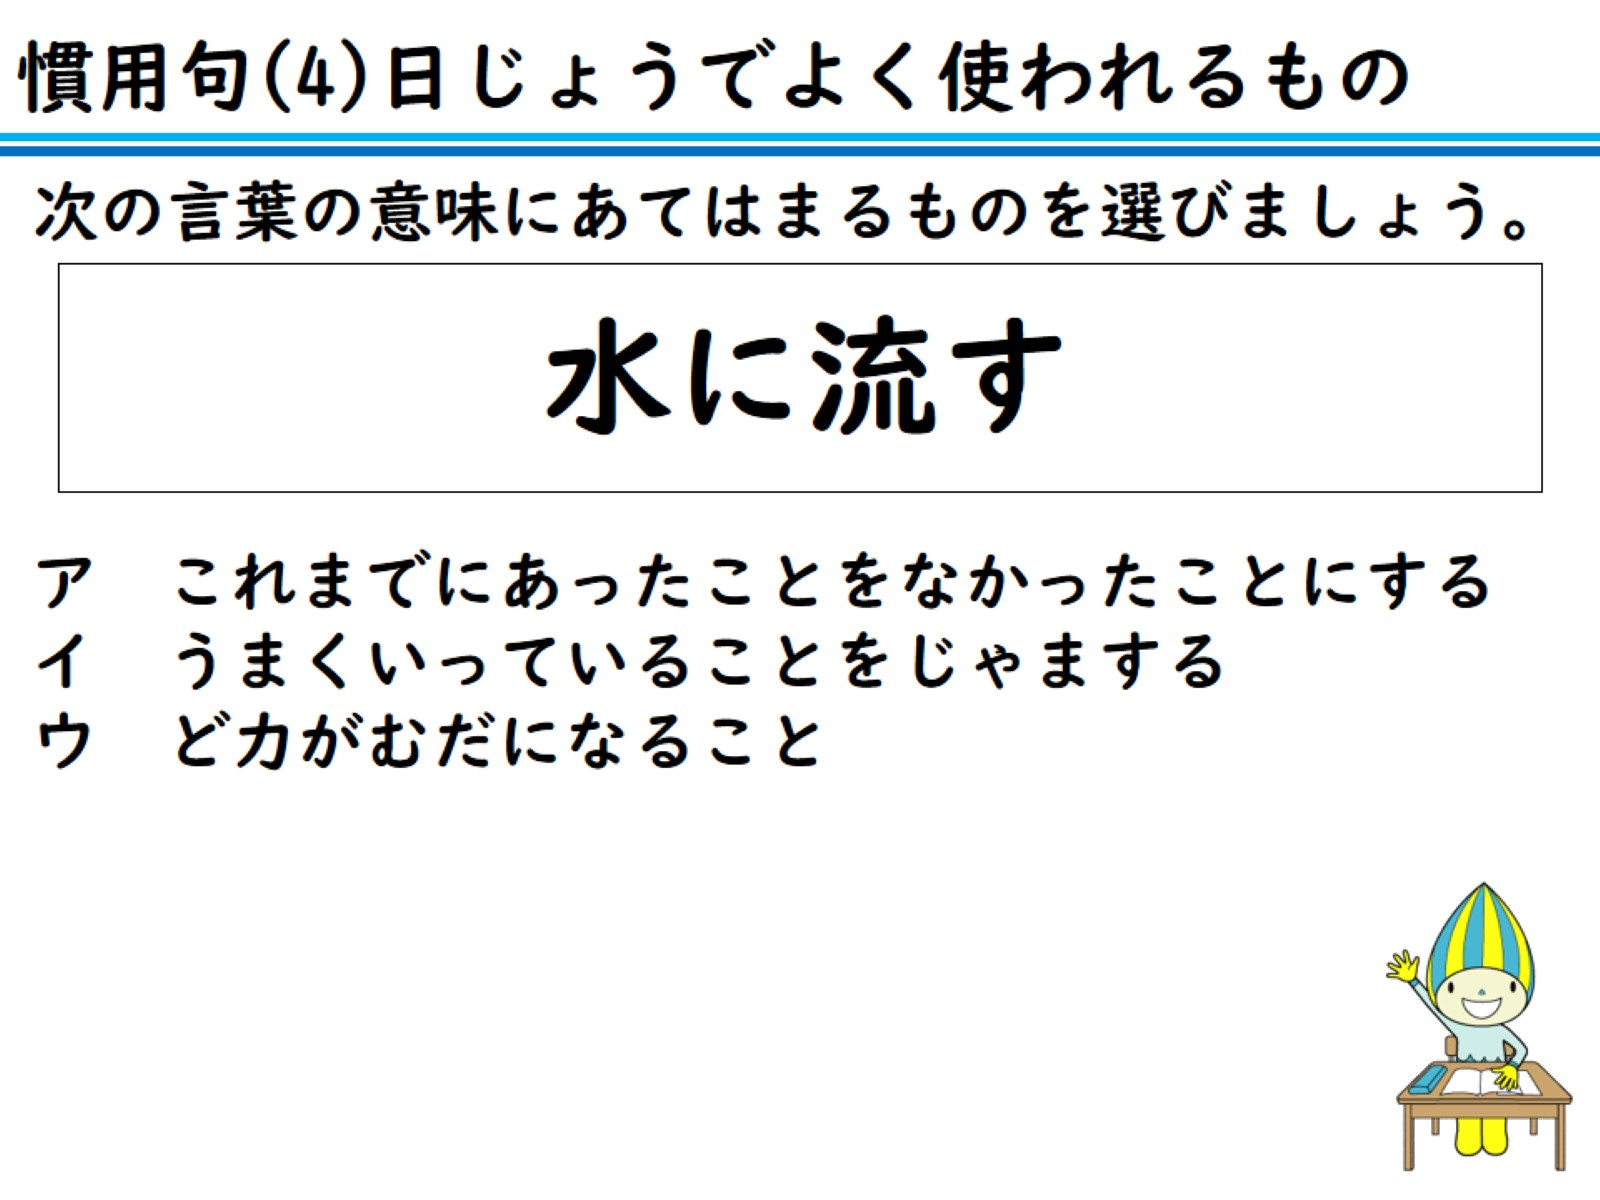 慣用句(4)日じょうでよく使われるもの
次の言葉の意味にあてはまるものを選びましょう。
水に流す
ア　これまでにあったことをなかったことにする
イ　うまくいっていることをじゃまする
ウ　ど力がむだになること